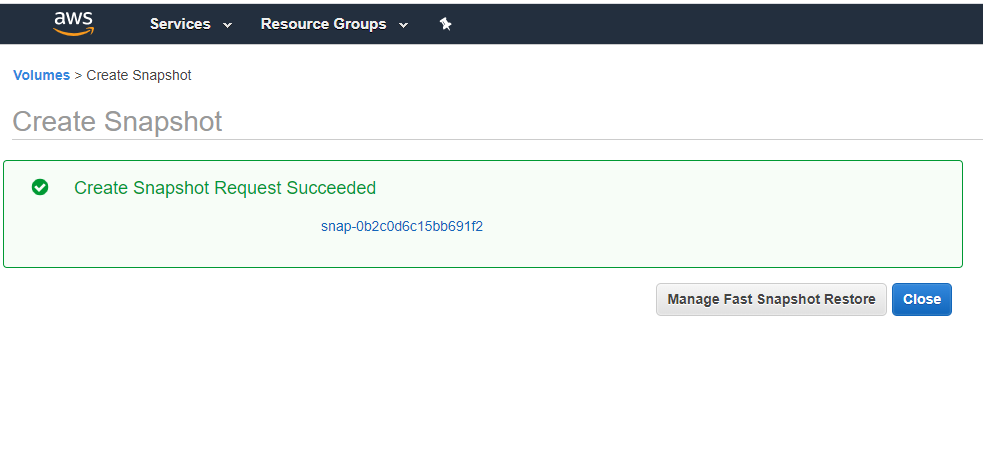 aws Services Resource Groups
Volumes > Create Snapshot
Create Snapshot
Create Snapshot Request Succeeded
snap-0b2c0d6c15bb691f2
Manage Fast Snapshot Restore Close